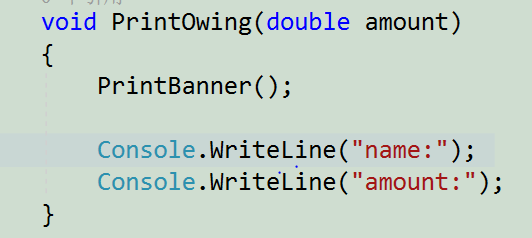 void PrintOwing(double amount)
{
PrintBanner();
Console.WriteLine("name:");
Console.WriteLine("amount:");
}